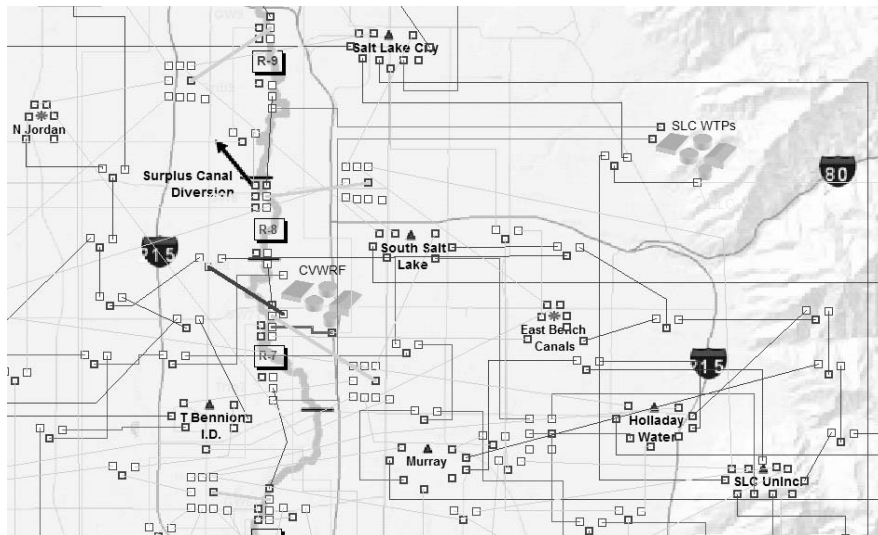 Salt Lake City
R-9
N Jordan
SLC WTPs
Surplus Canal
Diversion
80
R-8
215
South Salt
Lake
CVWRF
East Bench
Canals
R-7
215
T Bennion
I.D.
Holladay
Water
Murray
SLC Uninc